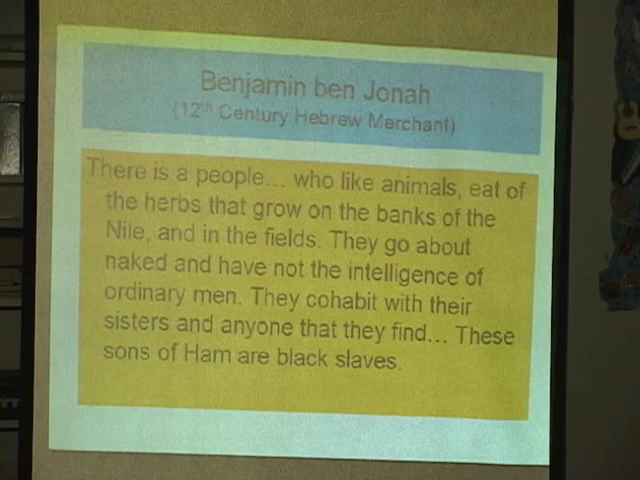 Benjamin ben Jonah
(12th Century Hebrew Merchant)
There is a people... who like animals, eat of
the herbs that grow on the banks of the
Nile, and in the fields. They go about
naked and have not the intelligence of
ordinary men. They cohabit with their
sisters and anyone that they find... These
sons of Ham are black slaves.